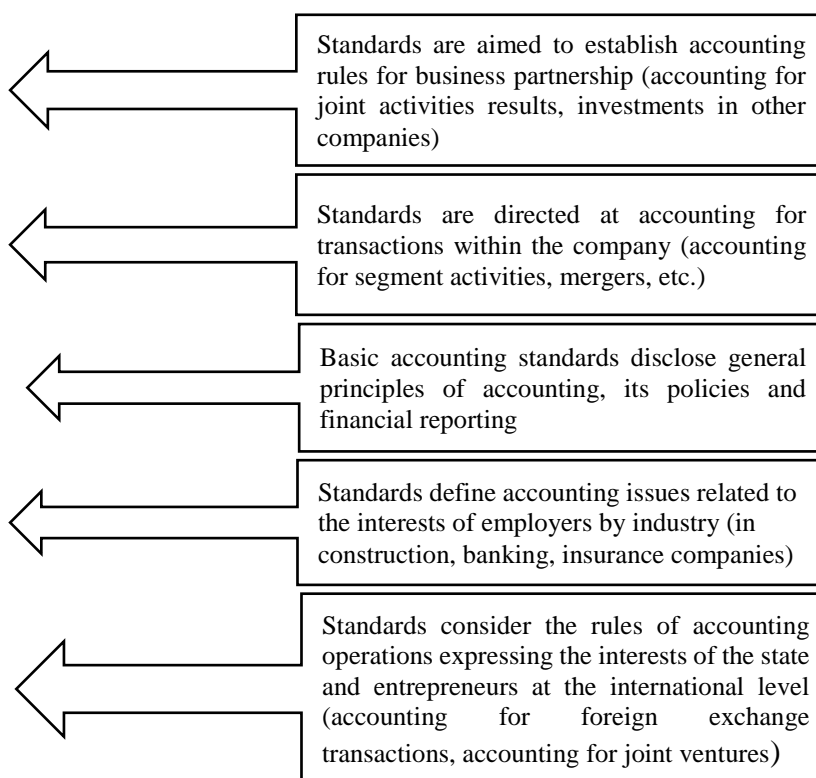 Standards are aimed to establish accounting
rules for business partnership (accounting for
joint activities results, investments in other
companies)
Standards are directed at accounting for
transactions within the company (accounting
for segment activities, mergers, etc.)
Basic accounting standards disclose general
principles of accounting, its policies and
financial reporting
Standards define accounting issues related to
the interests of employers by industry (in
construction, banking, insurance companies)
Standards consider the rules of accounting
operations expressing the interests of the state
and entrepreneurs at the international level
(accounting for foreign exchange
transactions, accounting for joint ventures)